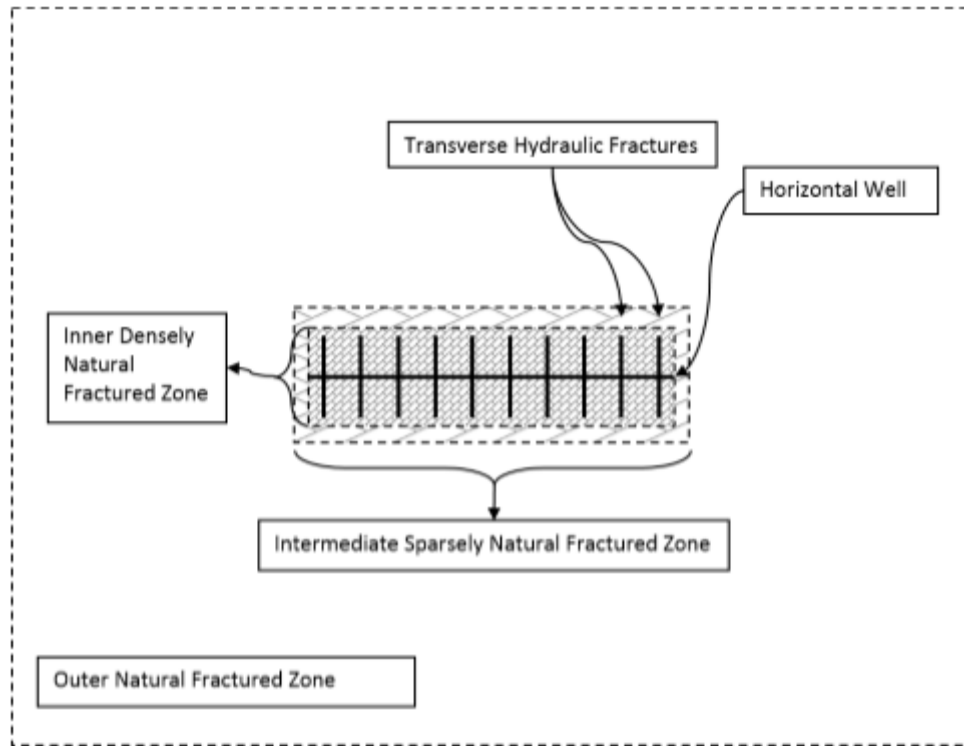 Transverse Hydraulic Fractures
Horizontal Well
Inner Densely
Natural
Fractured Zone
Intermediate Sparsely Natural Fractured Zone
Outer Natural Fractured Zone